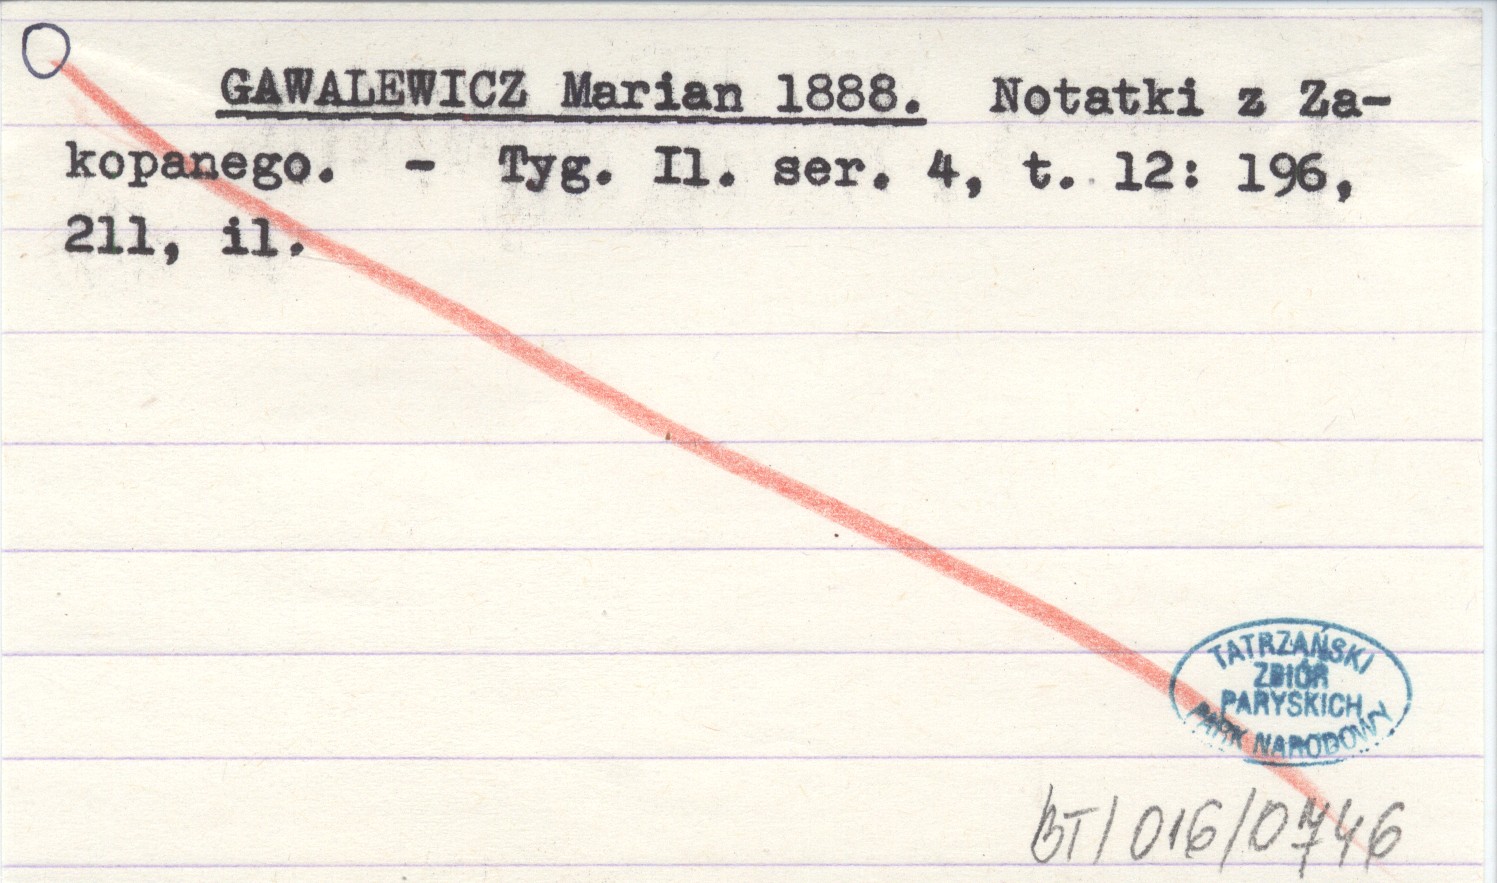 GAWALEWICZ Marian 1888. Notatki z Za-
kopanego. - Tyg. Il. ser. 4, t. 12: 196,
211, il.
TATRZAŃSKI
ZBIÓR
PARYSKICH
PARK NARODOWY
BT/016/0746